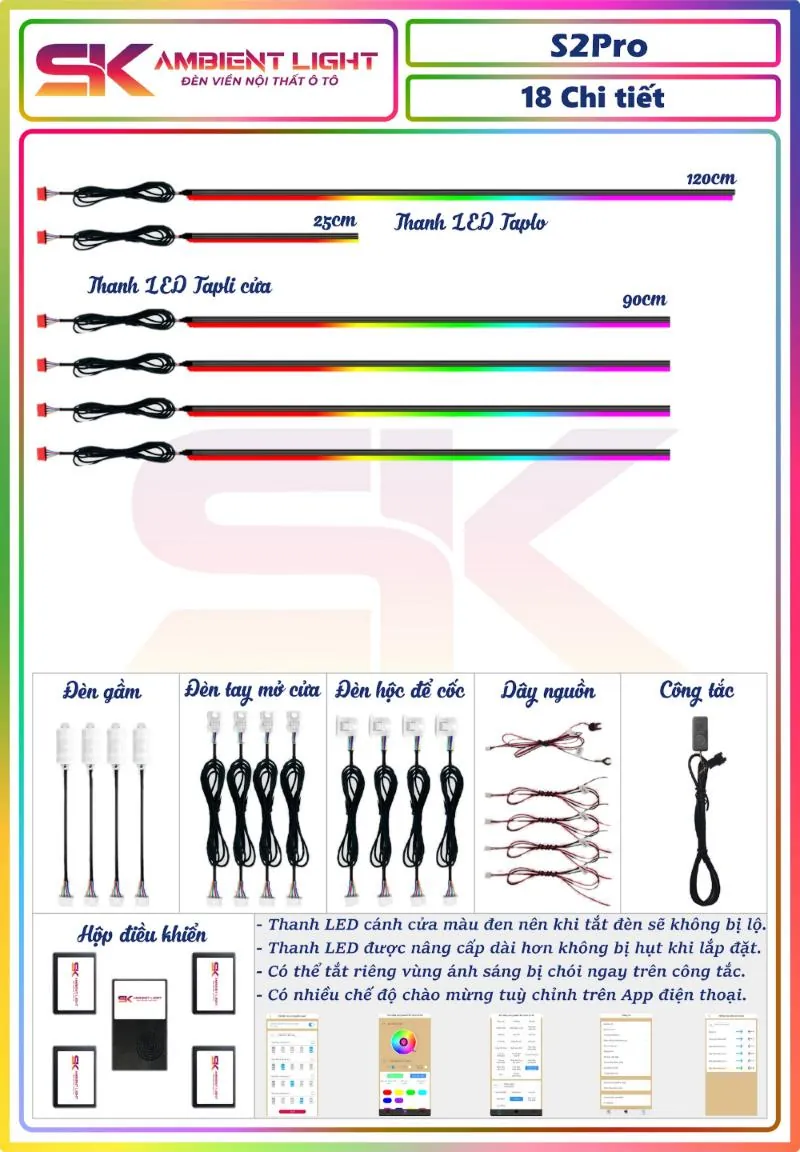 SK AMBIENT LIGHT
ĐÈN VIỀN NỘI THẤT Ô TÔ
S2Pro
18 Chi tiết
120cm
25cm
Thanh LED Taplo
Thanh LED Tapli cửa
90cm
Đèn gầm
Đèn tay mở cửa
Đèn hộc để cốc
Dây nguồn
Công tắc
Hộp điều khiển
SK AMBIENT LIGHT
- Thanh LED cánh cửa màu đen nên khi tắt đèn sẽ không bị lộ.
- Thanh LED được nâng cấp dài hơn không bị hụt khi lắp đặt.
- Có thể tắt riêng vùng ánh sáng bị chói ngay trên công tắc.
- Có nhiều chế độ chào mừng tuỳ chỉnh trên App điện thoại.